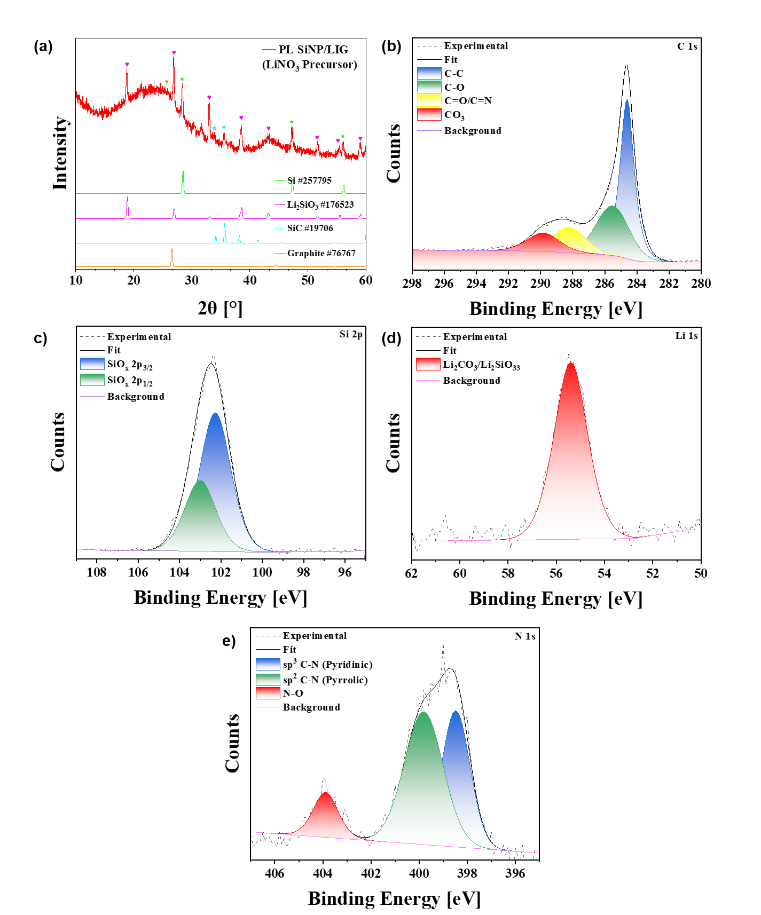 (a)
PL SiNP/LIG
(LiNO3 Precursor)
Intensity
Si #257795
Li2SiO3 #176523
SiC #19706
Graphite #76767
10 20 30 40 50 60
2θ [°]
(b)
Experimental
C 1s
Fit
C-C
C-O
C=O/C=N
CO3
Background
Counts
298 296 294 292 290 288 286 284 282 280
Binding Energy [eV]
c)
Experimental
Si 2p
Fit
SiOx 2p3/2
SiOx 2p1/2
Background
Counts
108 106 104 102 100 98 96
Binding Energy [eV]
(d)
Experimental
Li 1s
Fit
Li2CO3/Li2SiO33
Background
Counts
62 60 58 56 54 52 50
Binding Energy [eV]
e)
Experimental
N 1s
Fit
sp3 C-N (Pyridinic)
sp2 C-N (Pyrrolic)
N-O
Background
Counts
406 404 402 400 398 396
Binding Energy [eV]